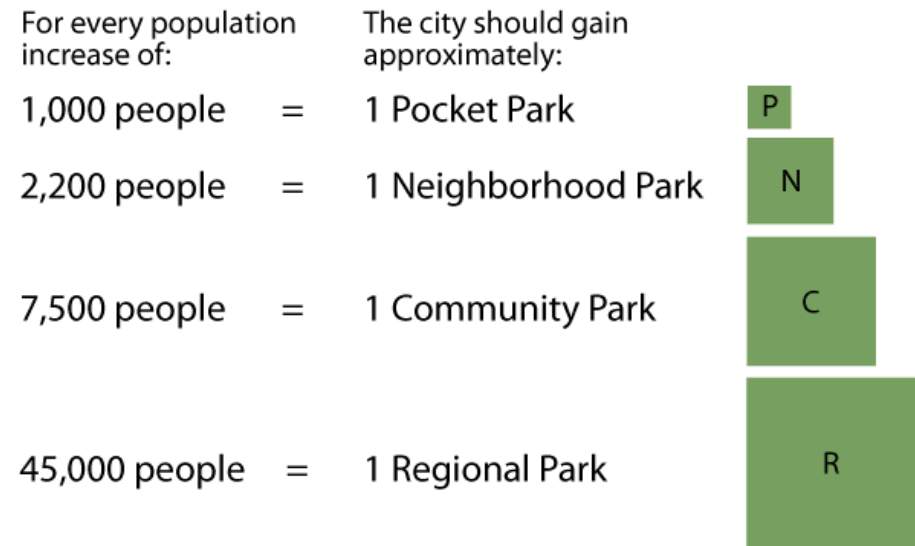 For every population
increase of:
The city should gain
approximately:
1,000 people = 1 Pocket Park P
2,200 people = 1 Neighborhood Park N
7,500 people = 1 Community Park C
45,000 people = 1 Regional Park R